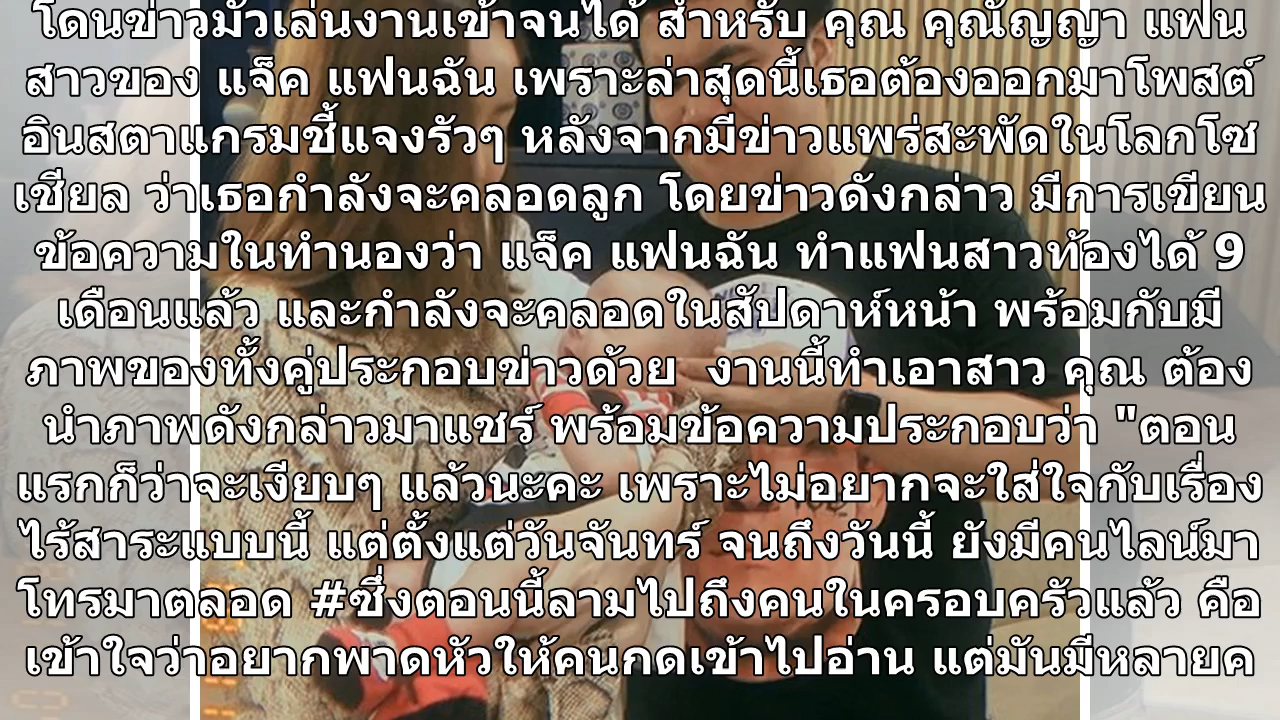 โดนข่าวมั่วเล่นงานเข้าจนได้ สำหรับ คุณ คุณัญญา แฟน
สาวของ แจ็ค แฟนฉัน เพราะล่าสุดนี้เธอต้องออกมาโพสต์
อินสตาแกรมชี้แจงรัวๆ หลังจากมีข่าวแพร่สะพัดในโลกโซ
เชียล ว่าเธอกำลังจะคลอดลูก โดยข่าวดังกล่าว มีการเขียน
ข้อความในทำนองว่า แจ็ค แฟนฉัน ทำแฟนสาวท้องได้ 9
เดือนแล้ว และกำลังจะคลอดในสัปดาห์หน้า พร้อมกับมี
ภาพของทั้งคู่ประกอบข่าวด้วย งานนี้ทำเอาสาว คุณ ต้อง
นำภาพดังกล่าวมาแชร์ พร้อมข้อความประกอบว่า "ตอน
แรกก็ว่าจะเงียบๆ แล้วนะคะ เพราะไม่อยากจะใส่ใจกับเรื่อง
ไร้สาระแบบนี้ แต่ตั้งแต่วันจันทร์ จนถึงวันนี้ ยังมีคนไลน์มา
โทรมาตลอด #ซึ่งตอนนี้ลามไปถึงคนในครอบครัวแล้ว คือ
เข้าใจว่าอยากพาดหัวให้คนกดเข้าไปอ่าน แต่มันมีหลายค